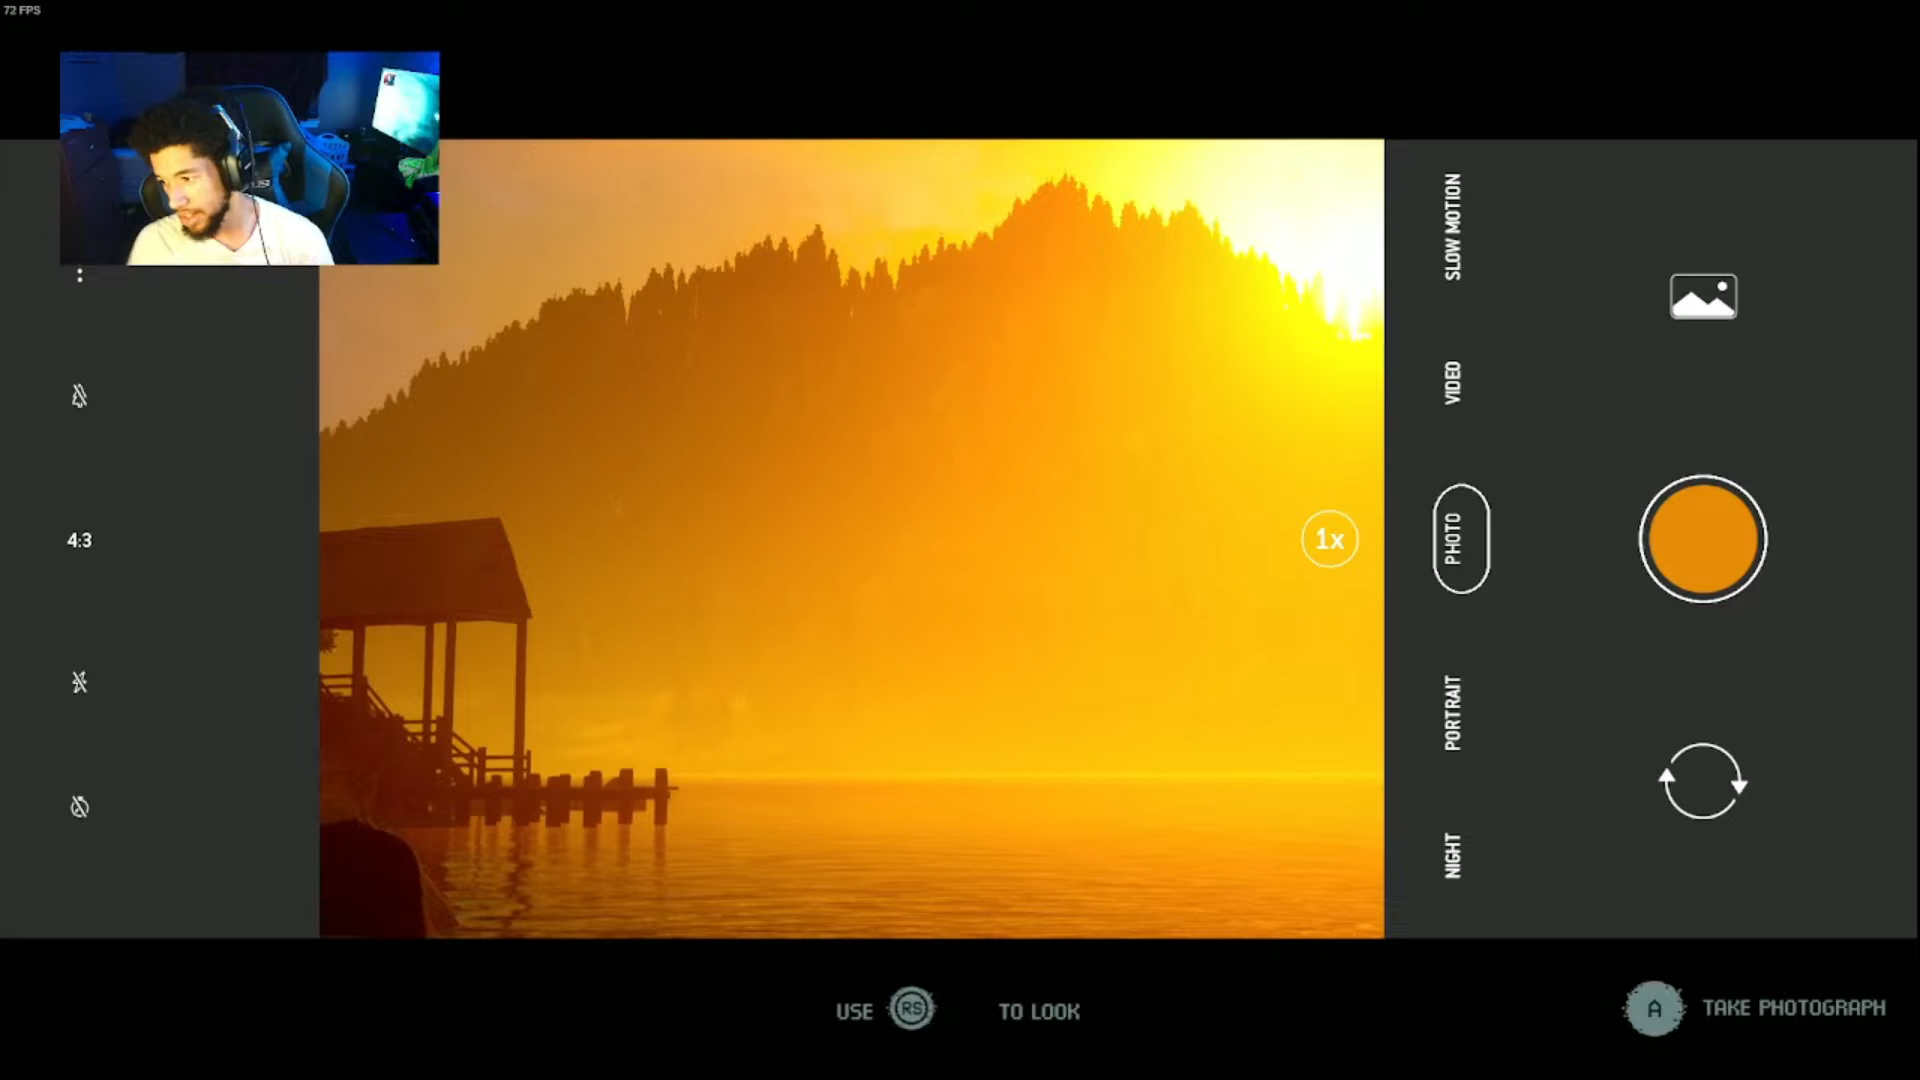 72 FPS
SLOW MOTION
VIDEO
4:3
1x
PHOTO
PORTRAIT
NIGHT
USE RS TO LOOK
A TAKE PHOTOGRAPH